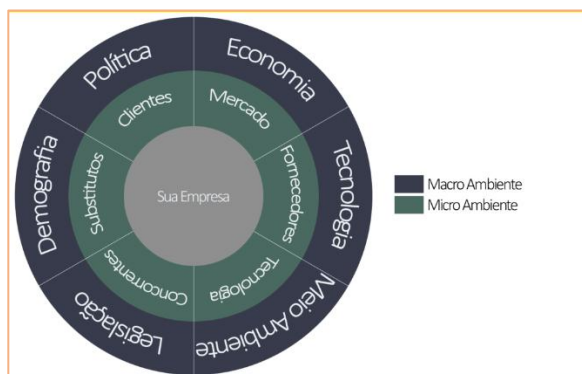 Política
Economia
Tecnologia
Meio Ambiente
Legislação
Demografia
Clientes
Mercado
Fornecedores
Tecnologia
Concorrentes
Substitutos
Sua Empresa
Macro Ambiente
Micro Ambiente